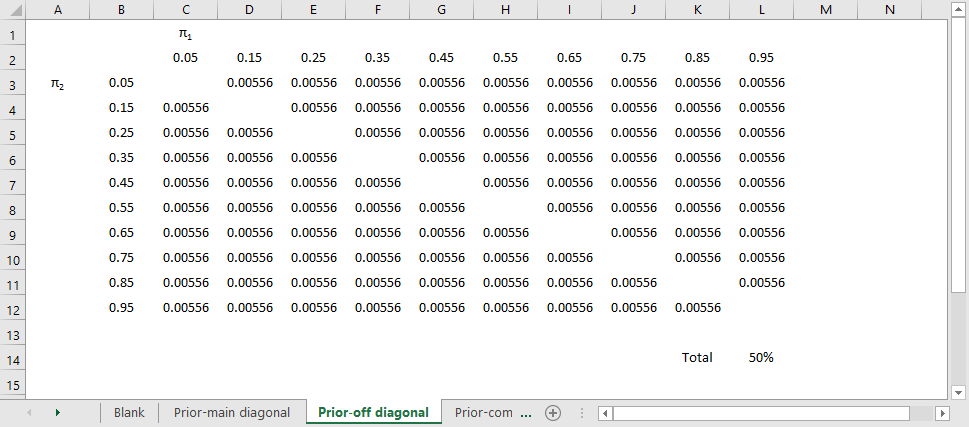 A B C D E F G H I J K L M N
1 π₁
2 0.05 0.15 0.25 0.35 0.45 0.55 0.65 0.75 0.85 0.95
3 π₂ 0.05 0.00556 0.00556 0.00556 0.00556 0.00556 0.00556 0.00556 0.00556 0.00556
4 0.15 0.00556 0.00556 0.00556 0.00556 0.00556 0.00556 0.00556 0.00556 0.00556
5 0.25 0.00556 0.00556 0.00556 0.00556 0.00556 0.00556 0.00556 0.00556 0.00556
6 0.35 0.00556 0.00556 0.00556 0.00556 0.00556 0.00556 0.00556 0.00556 0.00556
7 0.45 0.00556 0.00556 0.00556 0.00556 0.00556 0.00556 0.00556 0.00556 0.00556
8 0.55 0.00556 0.00556 0.00556 0.00556 0.00556 0.00556 0.00556 0.00556 0.00556
9 0.65 0.00556 0.00556 0.00556 0.00556 0.00556 0.00556 0.00556 0.00556 0.00556
10 0.75 0.00556 0.00556 0.00556 0.00556 0.00556 0.00556 0.00556 0.00556 0.00556
11 0.85 0.00556 0.00556 0.00556 0.00556 0.00556 0.00556 0.00556 0.00556 0.00556
12 0.95 0.00556 0.00556 0.00556 0.00556 0.00556 0.00556 0.00556 0.00556 0.00556
13
14 Total 50%
15
Blank Prior-main diagonal Prior-off diagonal Prior-com ...